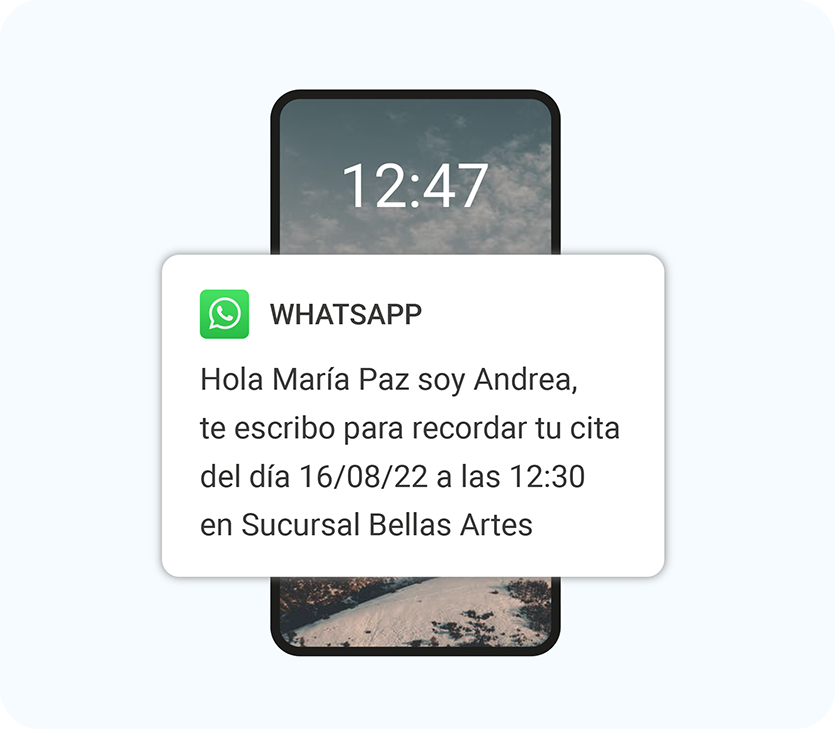 12:47
WHATSAPP
Hola María Paz soy Andrea,
te escribo para recordar tu cita
del día 16/08/22 a las 12:30
en Sucursal Bellas Artes